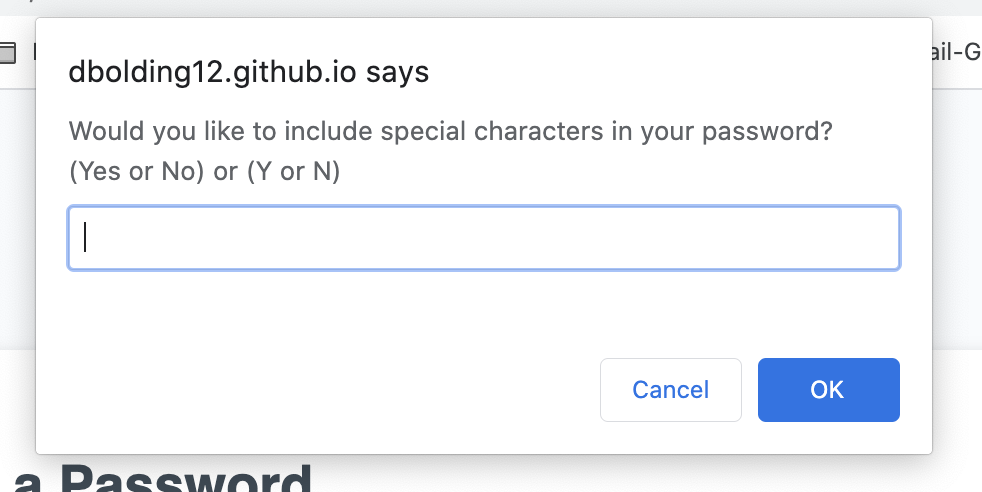 ail-G
dbolding12.github.io says
Would you like to include special characters in your password?
(Yes or No) or (Y or N)
Cancel
OK
a Password